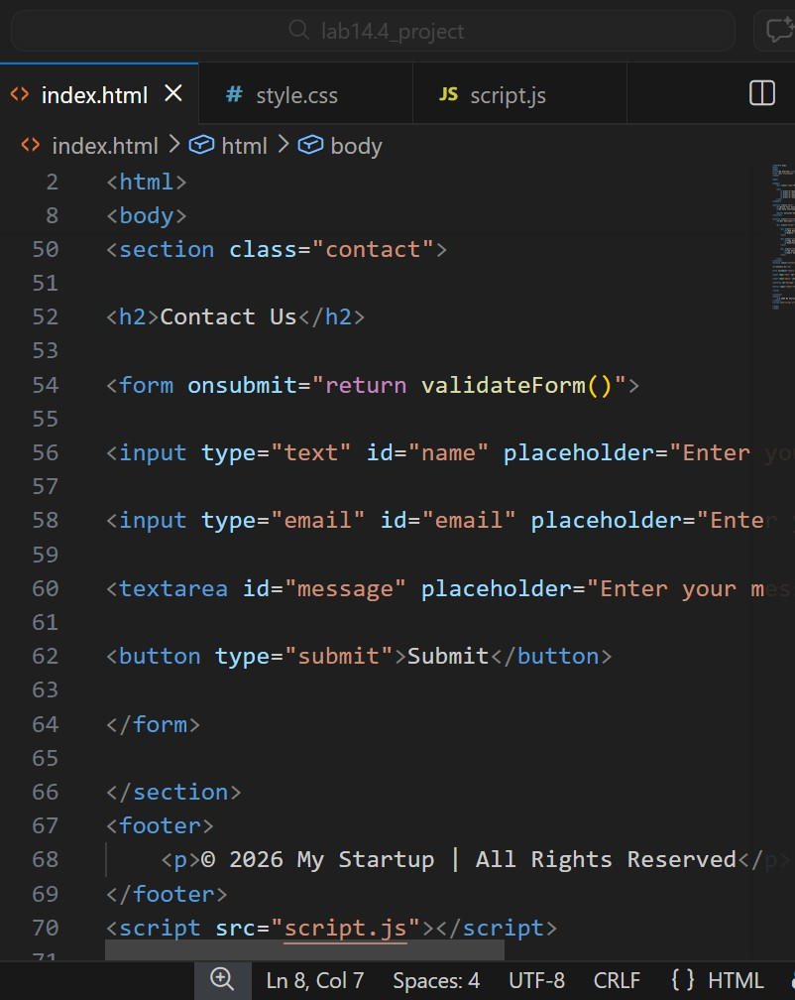 lab14.4_project
index.html
# style.css
JS script.js
index.html > html > body
2 <html>
8 <body>
50 <section class="contact">
51
52 <h2>Contact Us</h2>
53
54 <form onsubmit="return validateForm()">
55
56 <input type="text" id="name" placeholder="Enter
57
58 <input type="email" id="email" placeholder="Enter
59
60 <textarea id="message" placeholder="Enter your
61
62 <button type="submit">Submit</button>
63
64 </form>
65
66 </section>
67 <footer>
68 <p>© 2026 My Startup | All Rights Reserved</p>
69 </footer>
70 <script src="script.js"></script>
71
Ln 8, Col 7 Spaces: 4 UTF-8 CRLF {} HTML